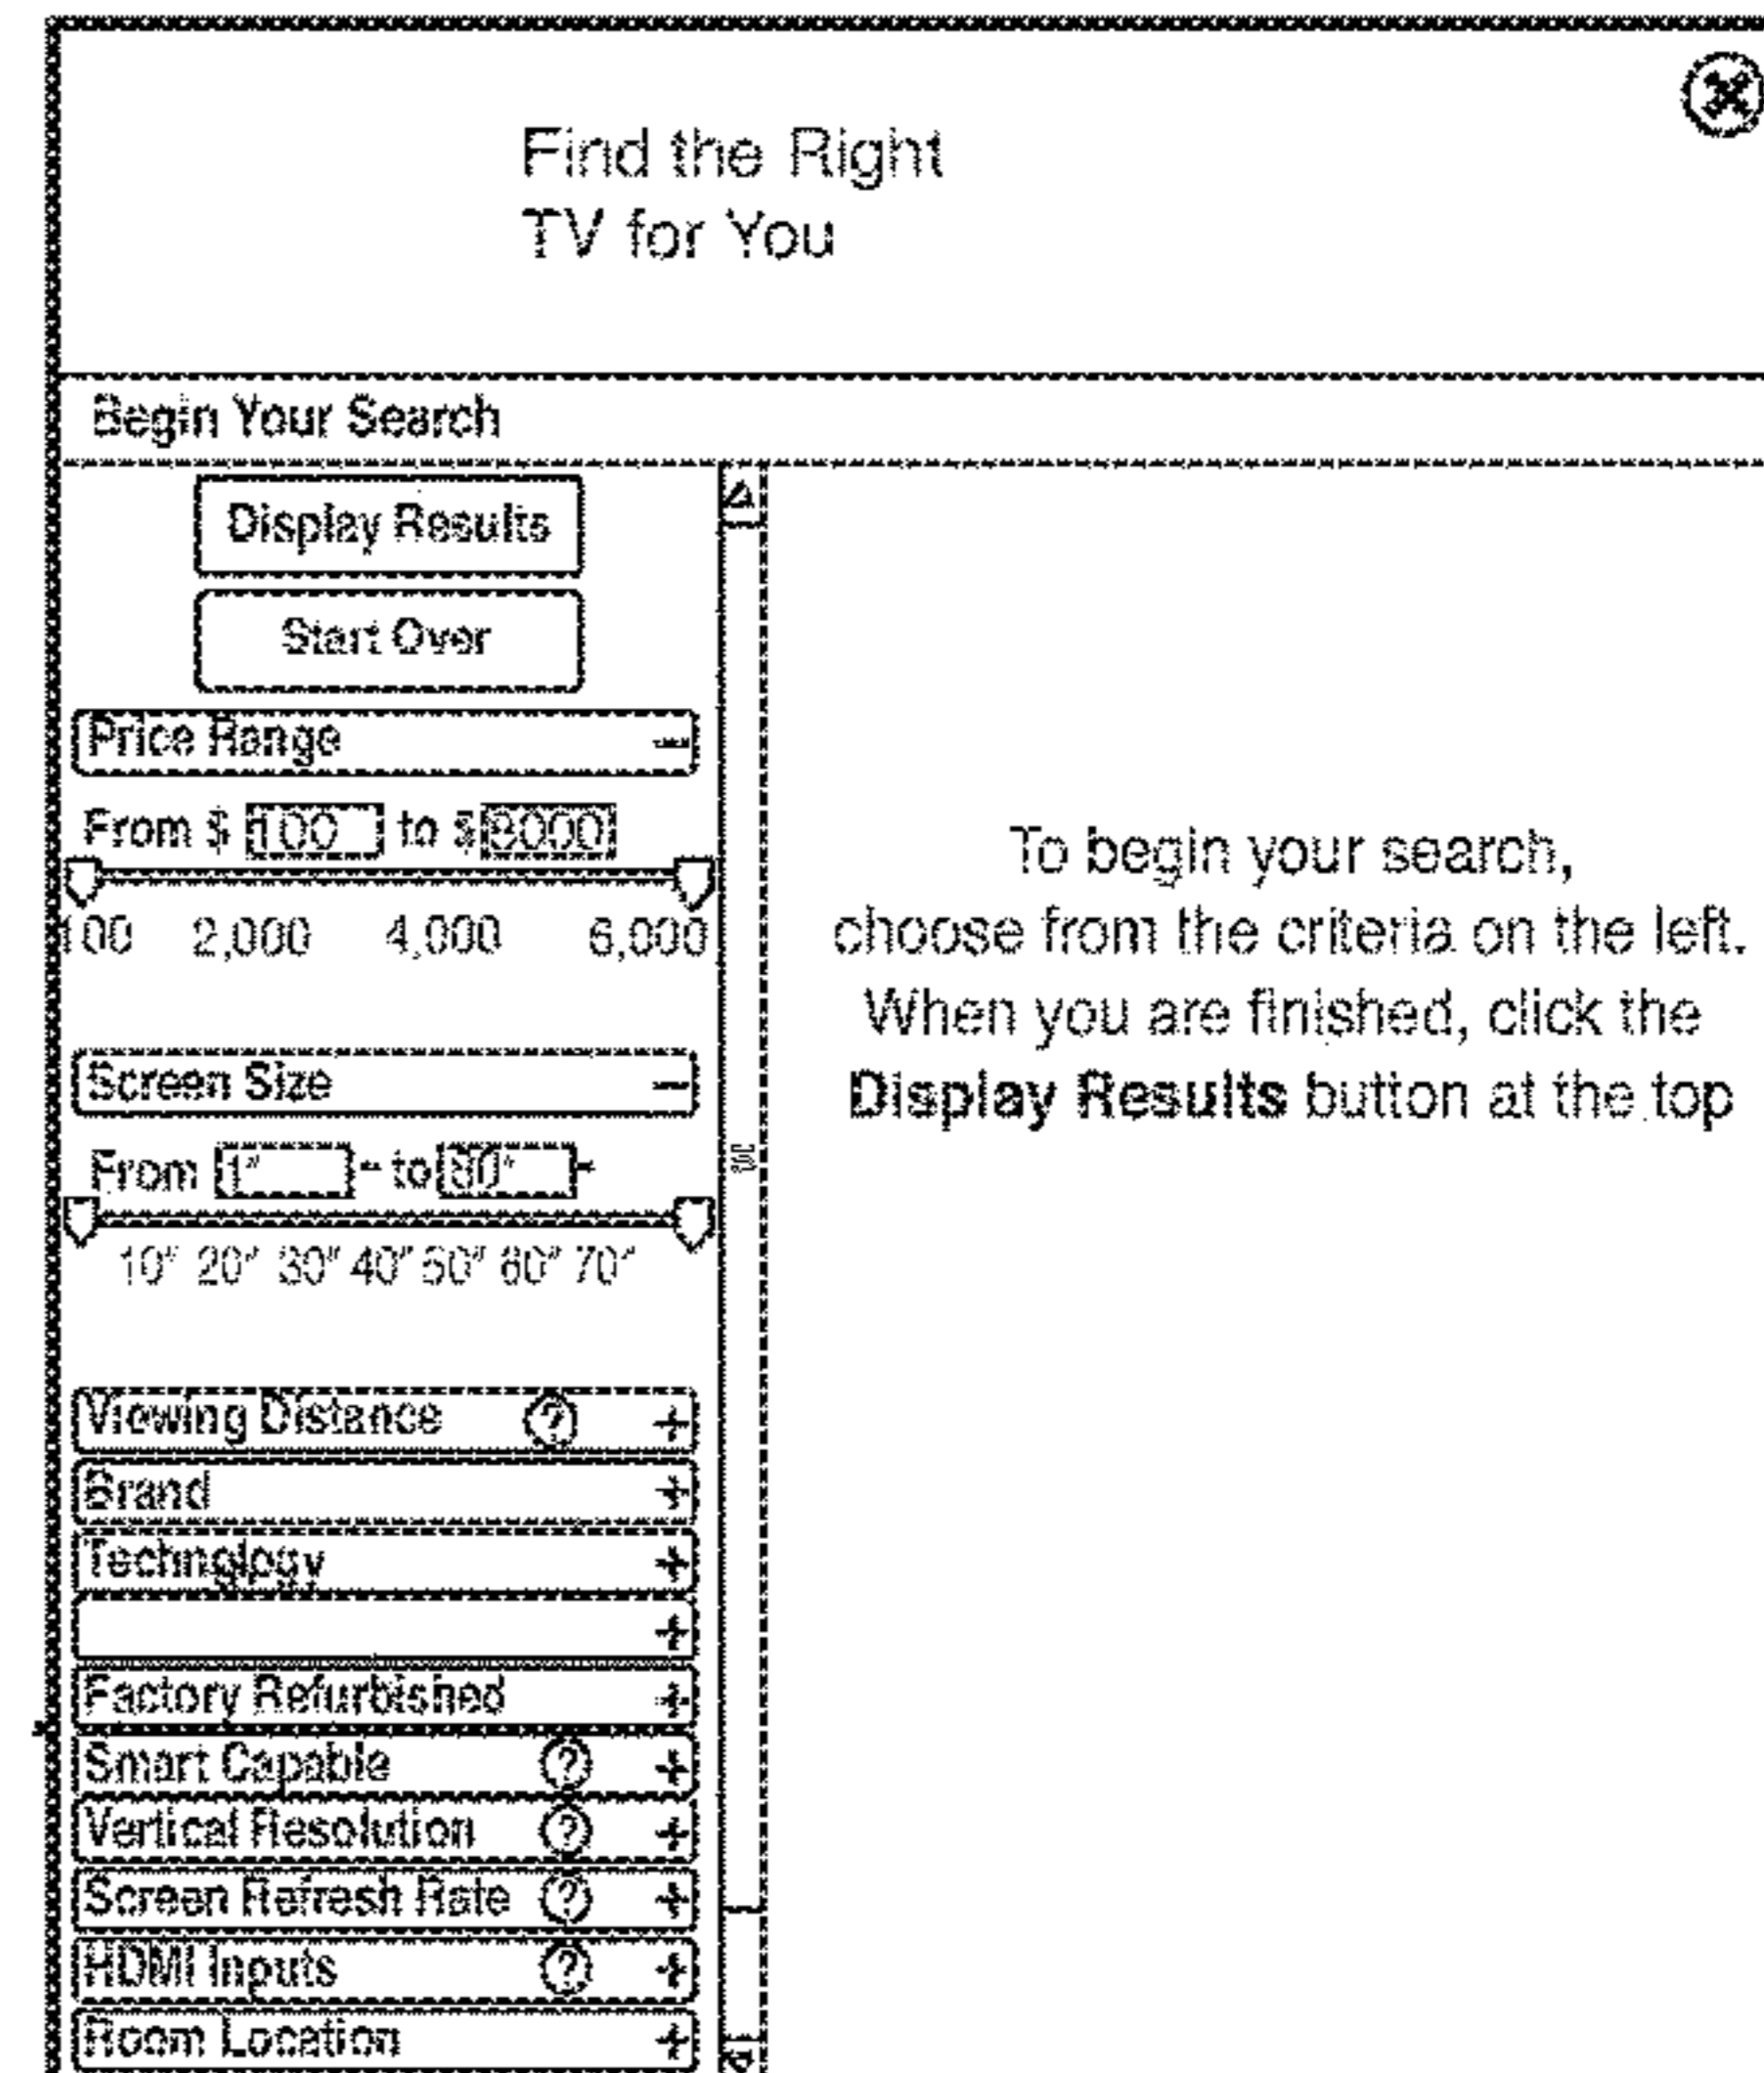 Find the Right
TV for You
Begin Your Search
Display Results
Start Over
Price Range –
From $ 100 to $
100 2,000 4,000 6,000
To begin your search,
choose from the criteria on the left.
When you are finished, click the
Display Results button at the top
Screen Size –
From 1" to 80"
10" 20" 30" 40" 50" 60" 70"
Viewing Distance ? +
Brand +
Technology +
+
Factory Refurbished +
Smart Capable ? +
Vertical Resolution ? +
Screen Refresh Rate ? +
HDMI Inputs ? +
Room Location +